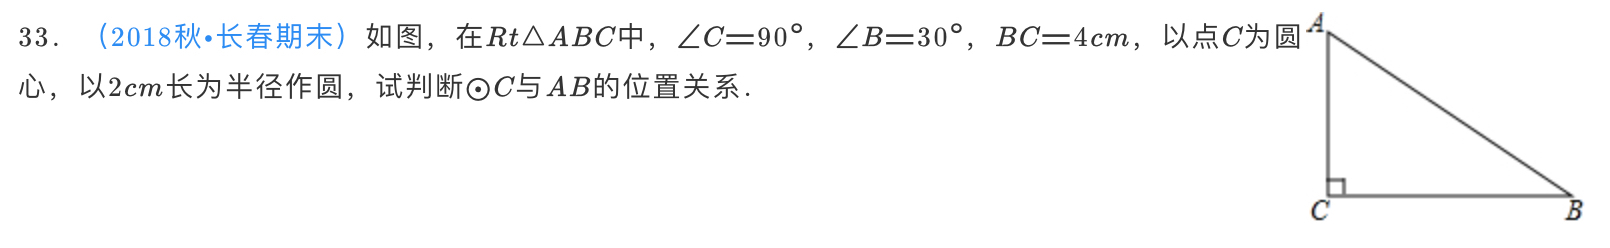 33. （2018秋•长春期末）如图，在Rt△ABC中，∠C=90°，∠B=30°，BC=4cm，以点C为圆
心，以2cm长为半径作圆，试判断⊙C与AB的位置关系.
A
C
B